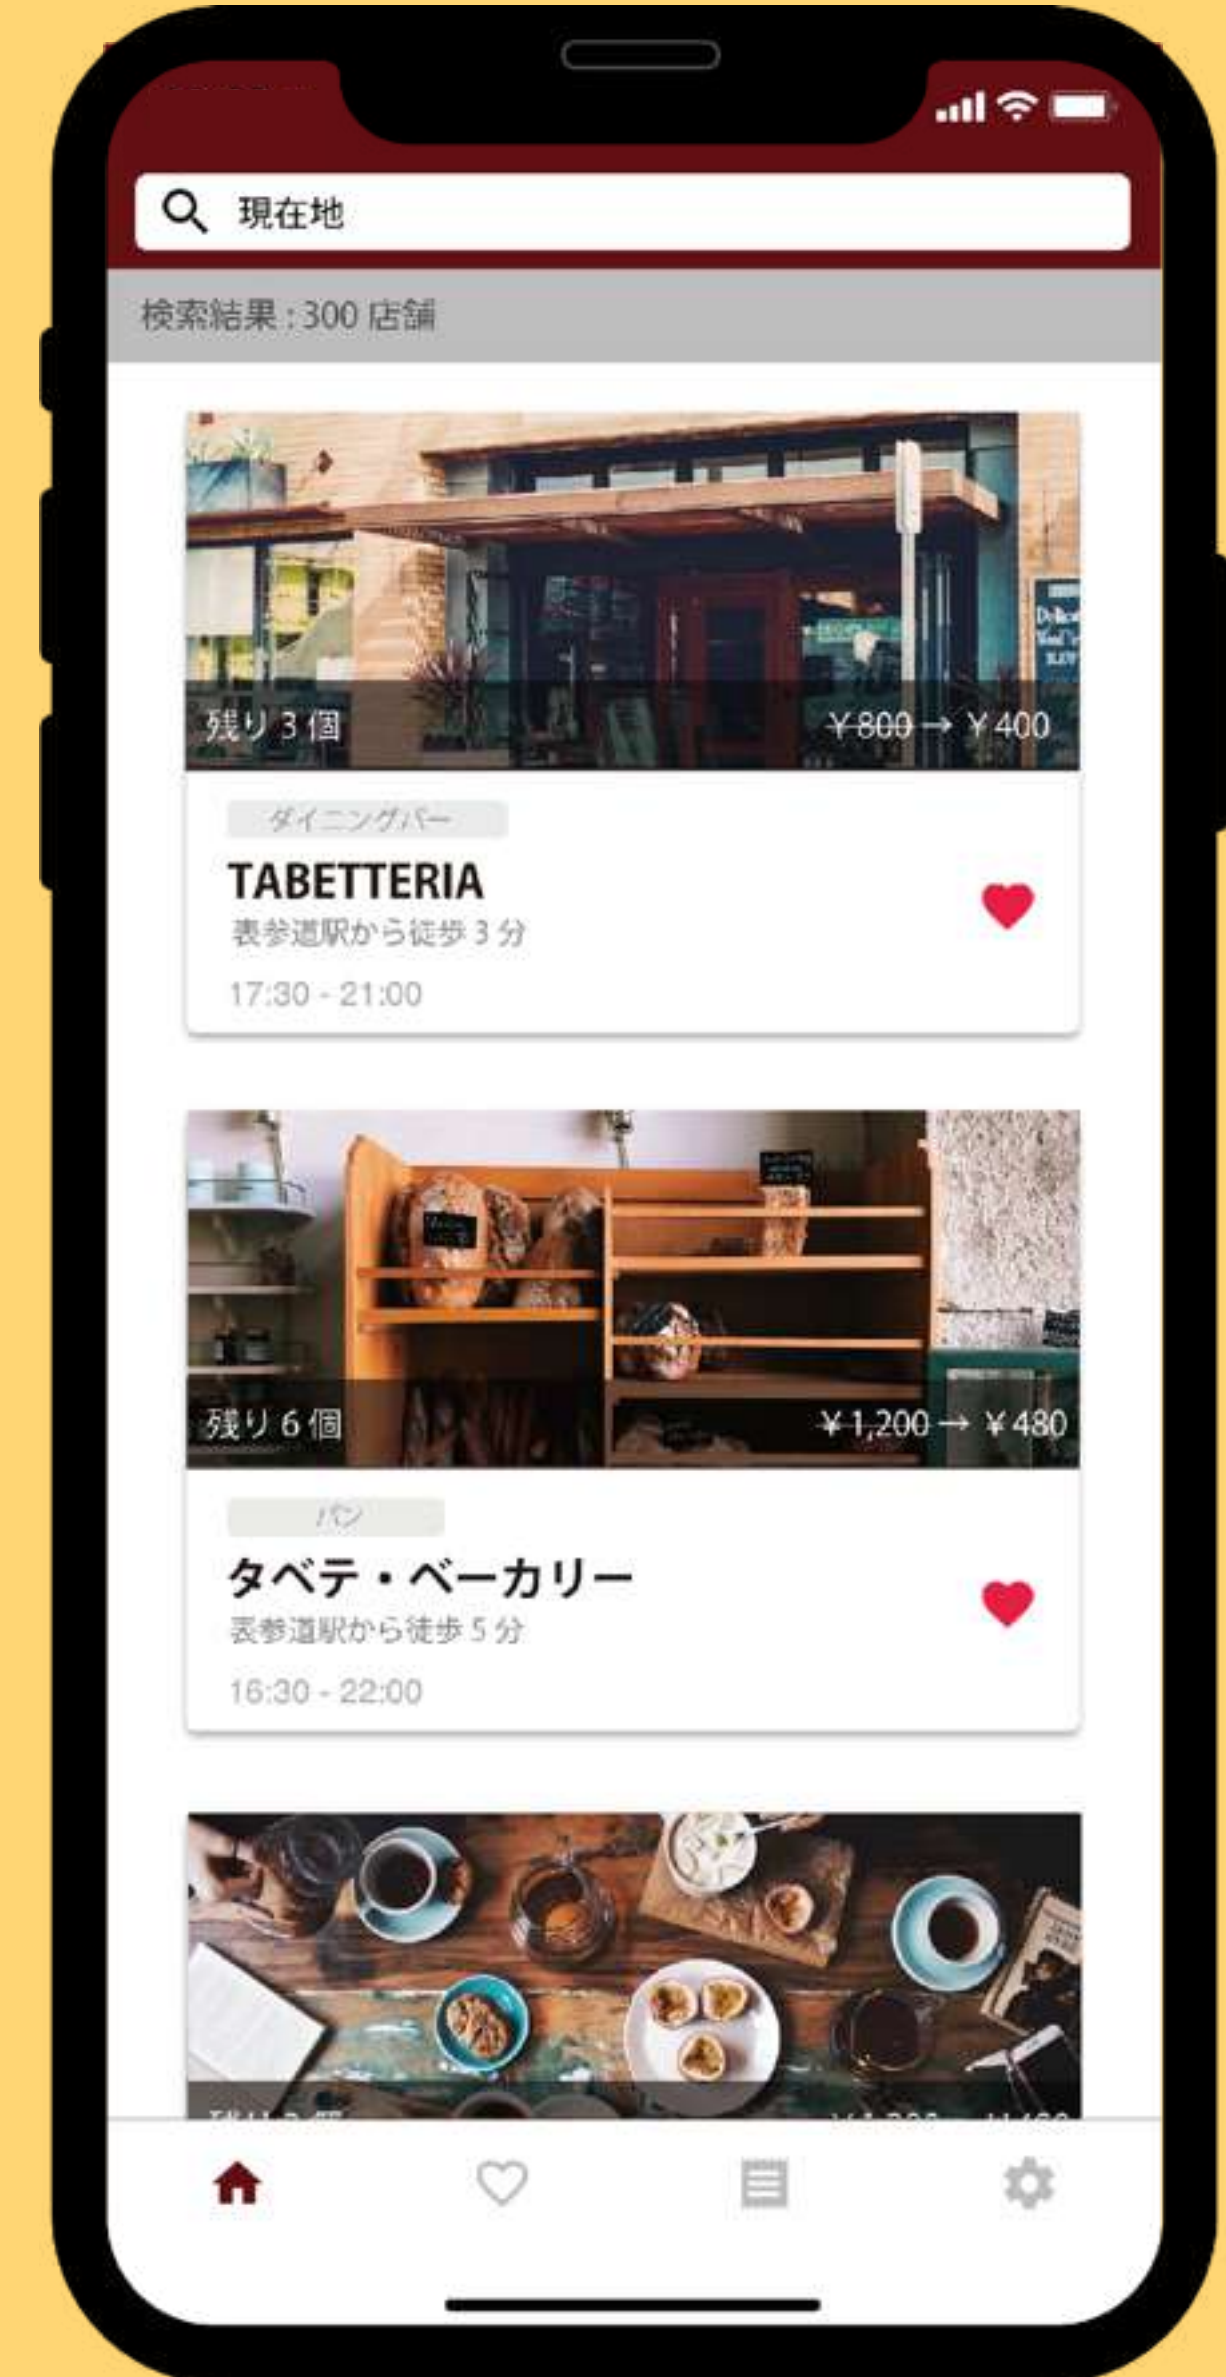 現在地
検索結果 : 300 店舗
残り 3 個
¥800 → ¥400
ダイニングバー
TABETTERIA
表参道駅から徒歩 3 分
17:30 - 21:00
残り 6 個
¥1,200 → ¥480
パン
タベテ・ベーカリー
表参道駅から徒歩 5 分
16:30 - 22:00